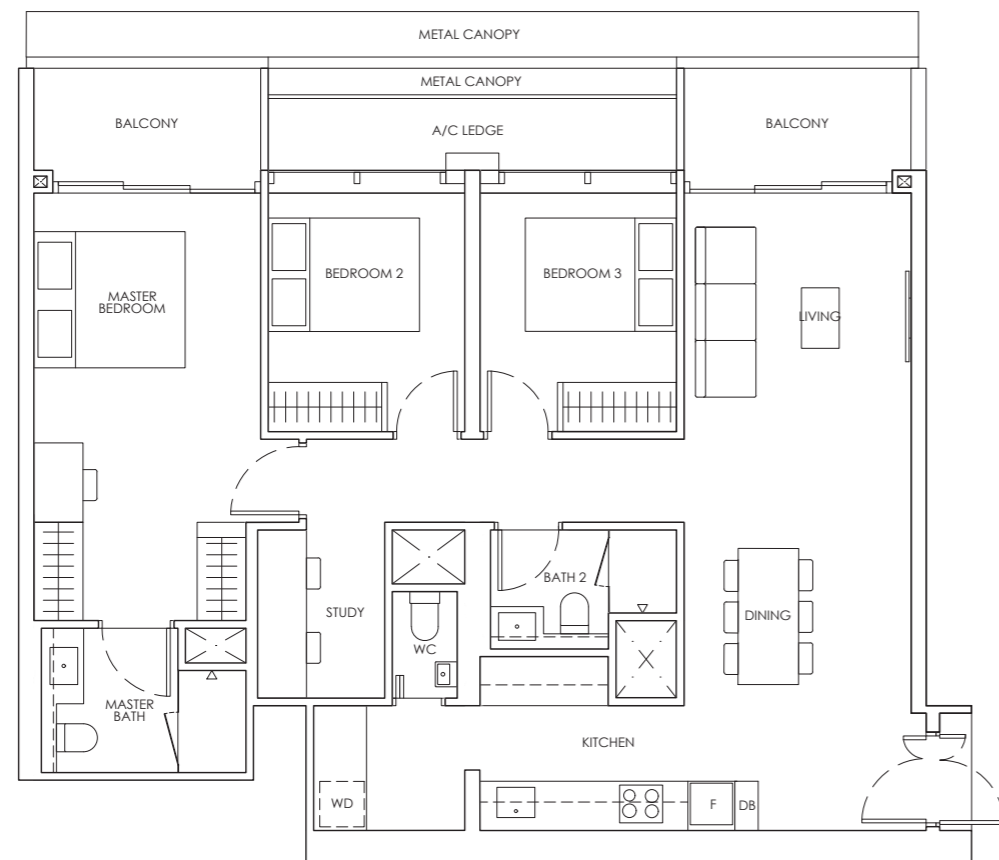 METAL CANOPY
METAL CANOPY
BALCONY
A/C LEDGE
BALCONY
BEDROOM 2
BEDROOM 3
MASTER
BEDROOM
LIVING
BATH 2
STUDY
DINING
WC
MASTER
BATH
KITCHEN
WD
F
DB